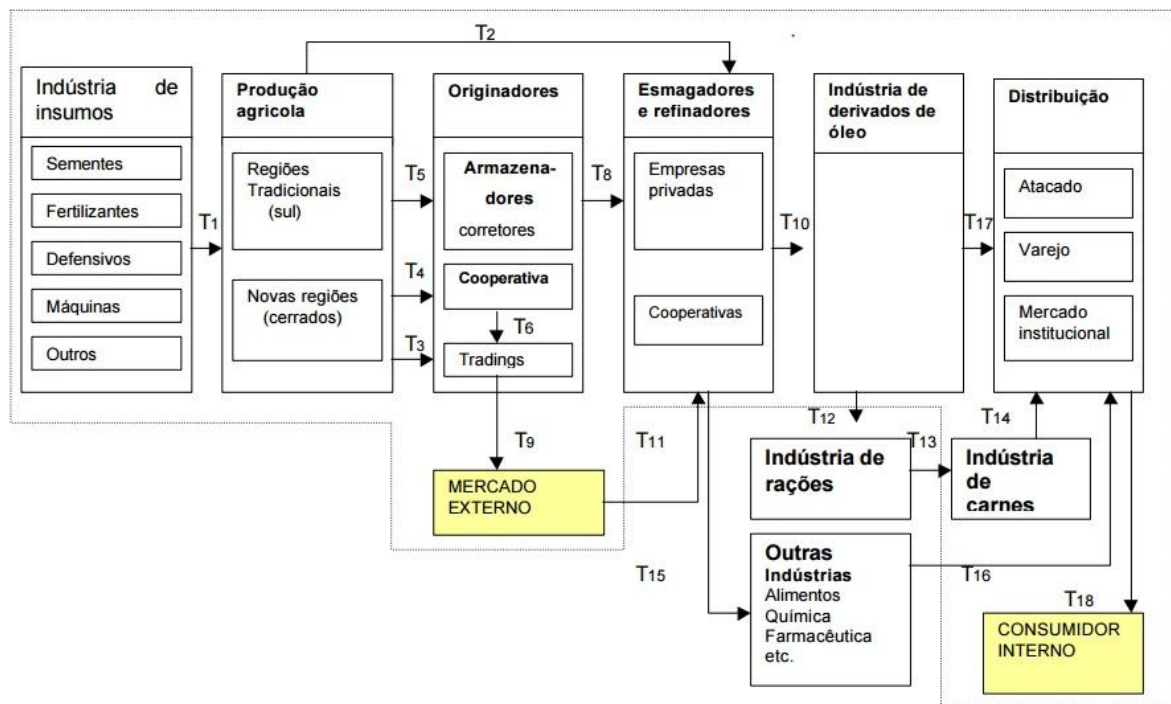 T2
Indústria de insumos
Sementes
Fertilizantes
Defensivos
Máquinas
Outros
T1
Produção
agricola
Regiões
Tradicionais
(sul)
Novas regiões
(cerrados)
T5
T4
T3
Originadores
Armazena-
dores
corretores
Cooperativa
T6
Tradings
T8
Esmagadores
e refinadores
Empresas
privadas
Cooperativas
T10
Indústria de
derivados de
óleo
T17
Distribuição
Atacado
Varejo
Mercado
institucional
T9
MERCADO
EXTERNO
T11
T12
Indústria de
rações
T13
Indústria
de
carnes
T14
T15
Outras
Indústrias
Alimentos
Química
Farmacêutica
etc.
T16
T18
CONSUMIDOR
INTERNO